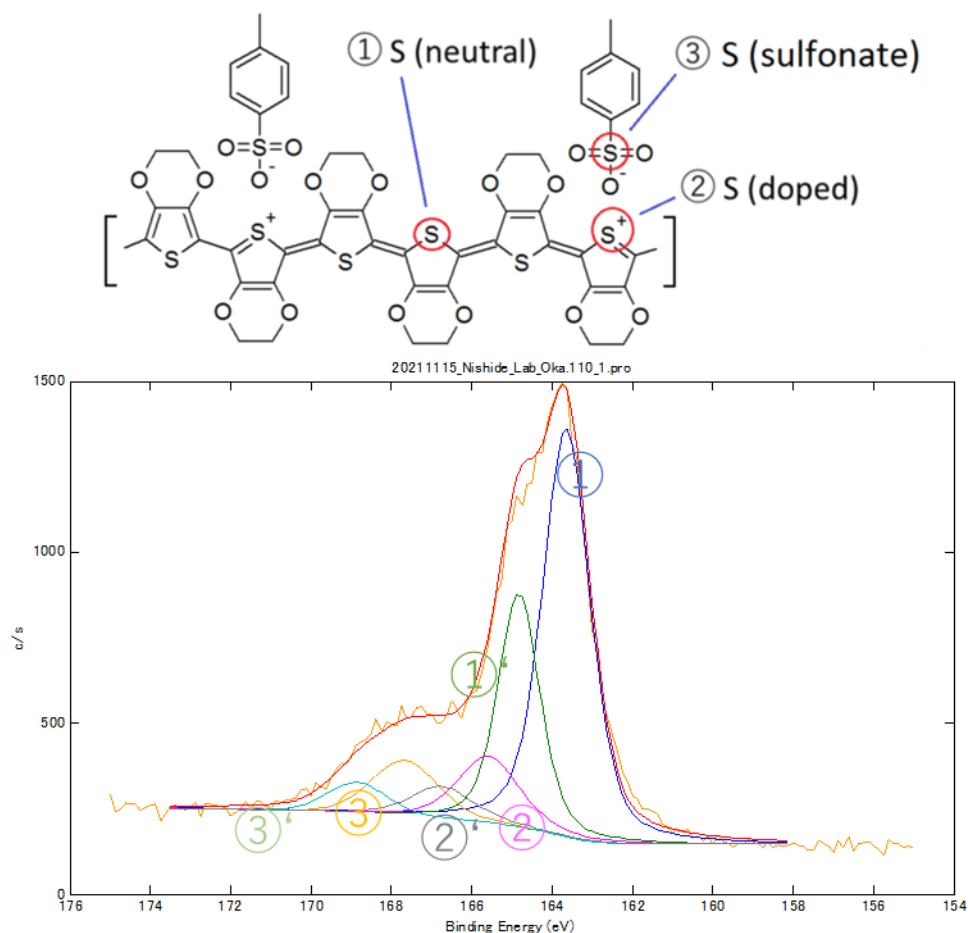 ① S (neutral)
③ S (sulfonate)
② S (doped)
O=S=O
O-
O=S=O
O-
O O
O O
O O
S+
S
S+
[ ]
S
S
S
O O
O O
O O
20211115_Nishide_Lab_Oka.110_1.pro
1500
1000
500
0
c/s
①
①‘
②
②‘
③
③‘
176 174 172 170 168 166 164 162 160 158 156 154
Binding Energy (eV)